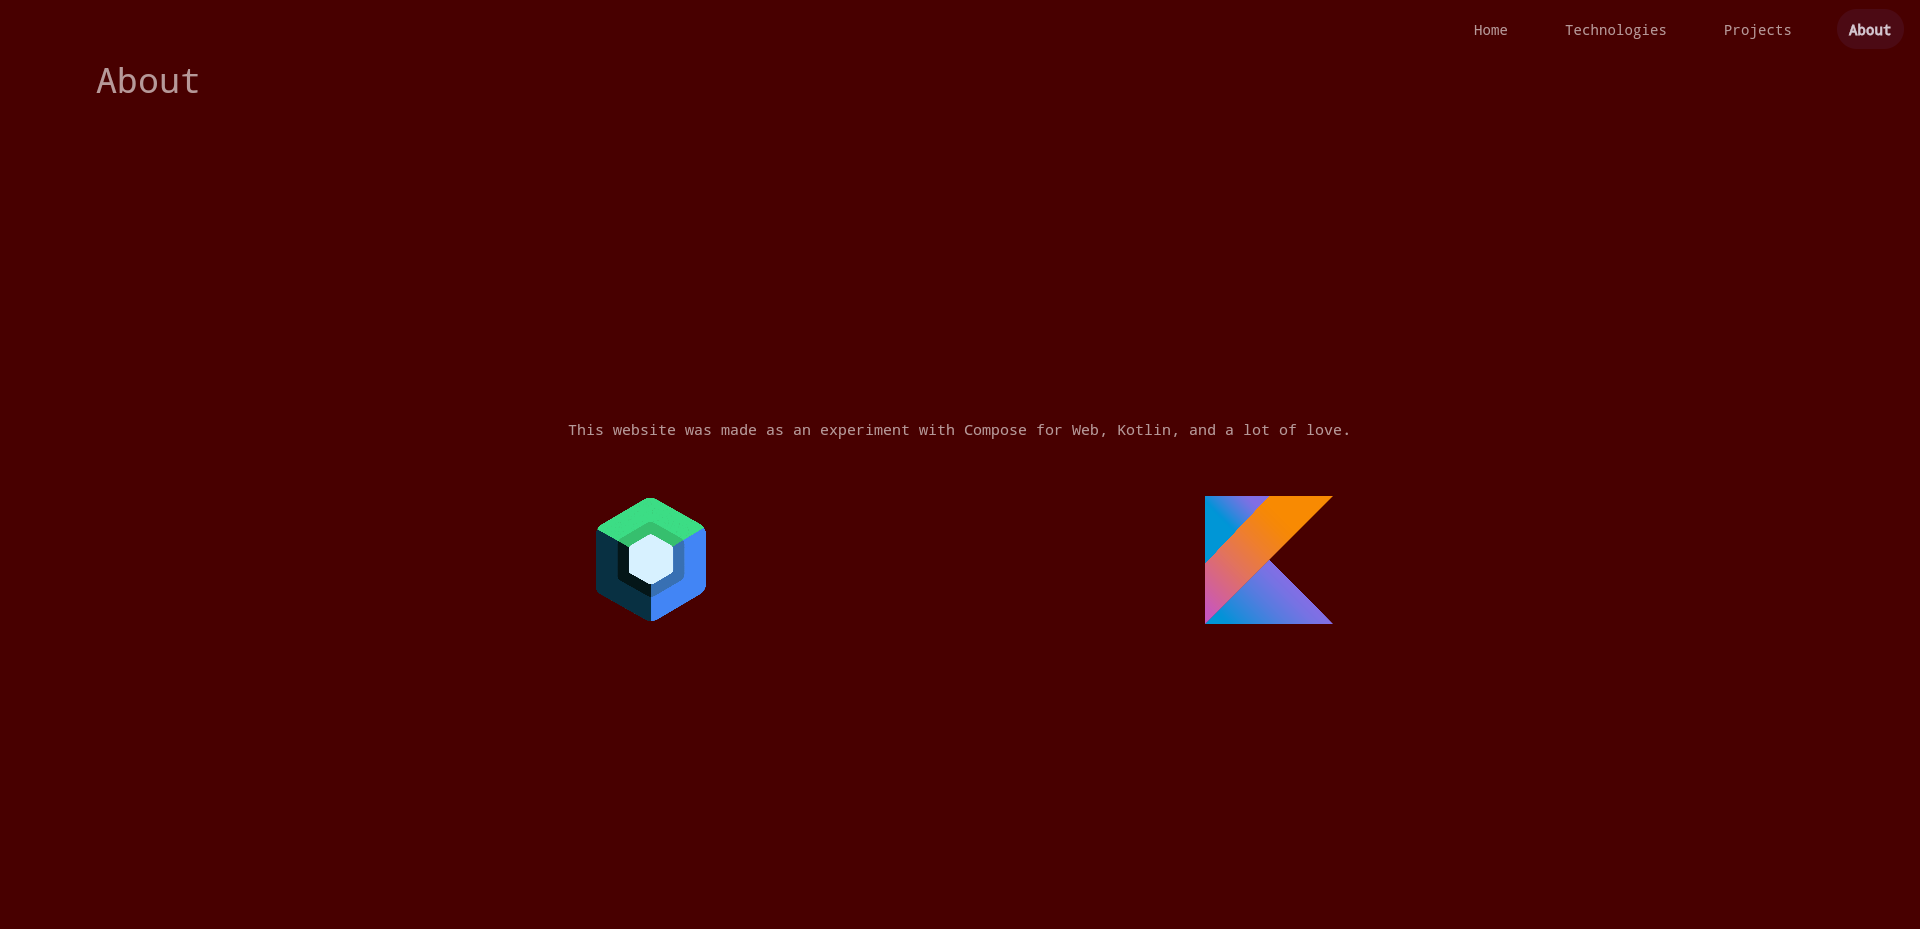 Home Technologies Projects About
About
This website was made as an experiment with Compose for Web, Kotlin, and a lot of love.